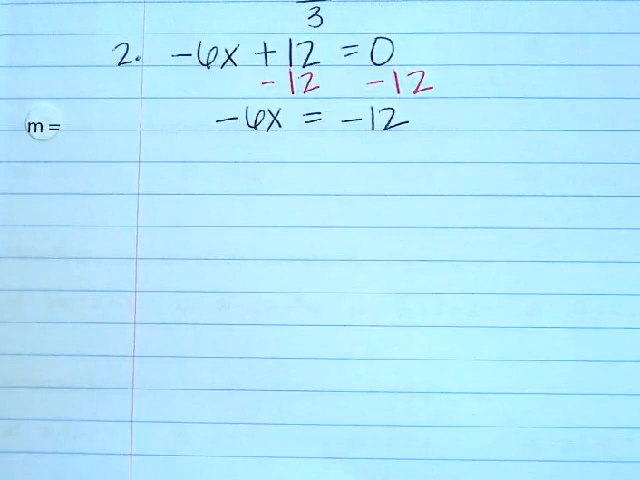 3
2. -6x + 12 = 0
- 12 - 12
m =
-6x = -12